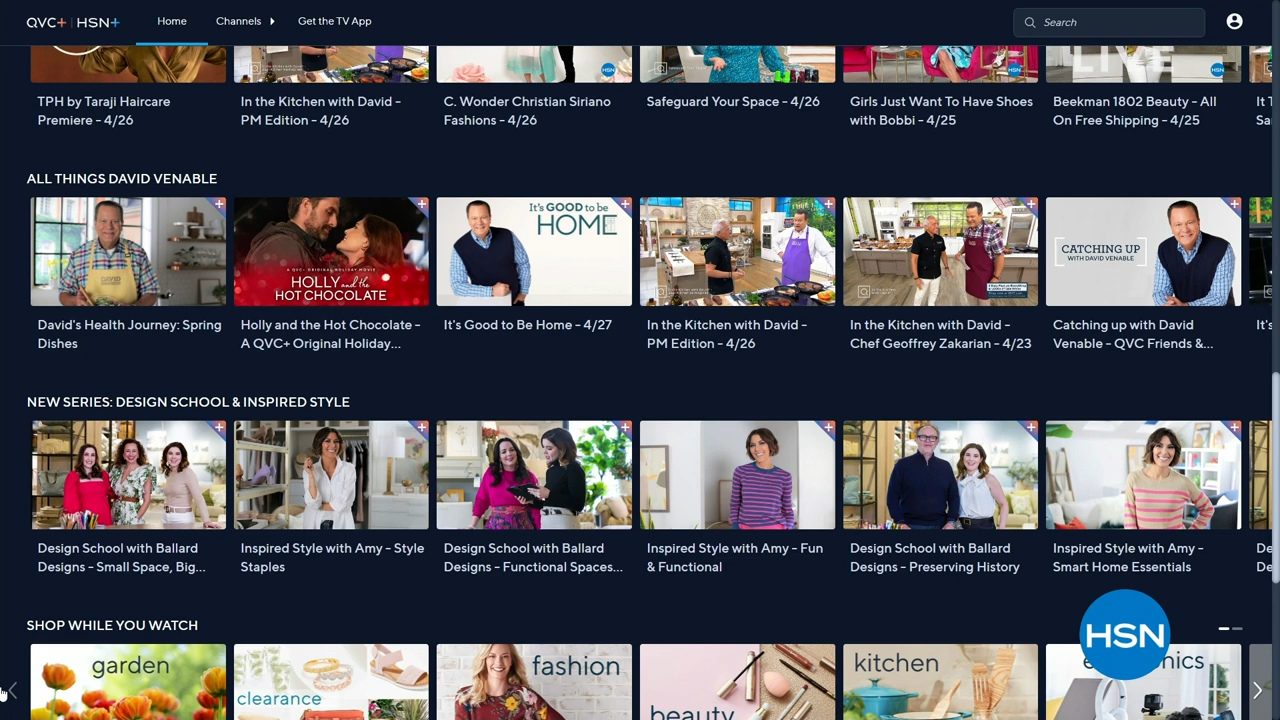 QVC+ | HSN+
Home
Channels
Get the TV App
Search
LIVE
TPH by Taraji Haircare
Premiere - 4/26
In the Kitchen with David -
PM Edition - 4/26
C. Wonder Christian Siriano
Fashions - 4/26
Safeguard Your Space - 4/26
Girls Just Want To Have Shoes
with Bobbi - 4/25
Beekman 1802 Beauty - All
On Free Shipping - 4/25
ALL THINGS DAVID VENABLE
DAVID
A QVC+ ORIGINAL HOLIDAY MOVIE
HOLLY and the
HOT CHOCOLATE
It's GOOD to be
HOME
CATCHING UP
WITH DAVID VENABLE
David's Health Journey: Spring
Dishes
Holly and the Hot Chocolate -
A QVC+ Original Holiday...
It's Good to Be Home - 4/27
In the Kitchen with David -
PM Edition - 4/26
In the Kitchen with David -
Chef Geoffrey Zakarian - 4/23
Catching up with David
Venable - QVC Friends &...
It's
NEW SERIES: DESIGN SCHOOL & INSPIRED STYLE
Design School with Ballard
Designs - Small Space, Big...
Inspired Style with Amy - Style
Staples
Design School with Ballard
Designs - Functional Spaces...
Inspired Style with Amy - Fun
& Functional
Design School with Ballard
Designs - Preserving History
Inspired Style with Amy -
Smart Home Essentials
De
De
SHOP WHILE YOU WATCH
HSN
garden
clearance
fashion
beauty
kitchen